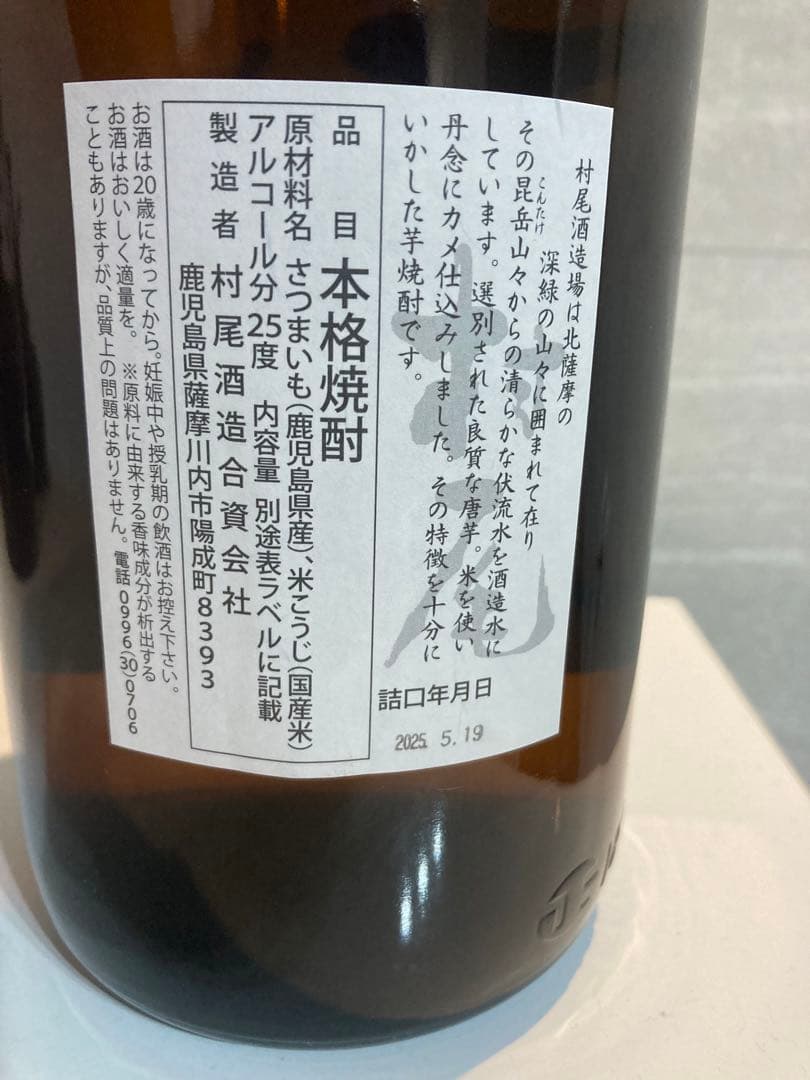 村尾酒造場は北薩摩の
こんたけ
深緑の山々に囲まれて在り
その昆岳山々からの清らかな伏流水を酒造水に
しています。選別された良質な唐芋。米を使い
丹念にカメ仕込みしました。その特徴を十分に
いかした芋焼酎です。
村尾
詰口年月日
2025. 5.19
品目 本格焼酎
原材料名 さつまいも(鹿児島県産)、米こうじ(国産米)
アルコール分 25度 内容量 別途表ラベルに記載
製造者 村尾酒造合資会社
鹿児島県薩摩川内市陽成町8393
お酒は20歳になってから。妊娠中や授乳期の飲酒はお控え下さい。
お酒はおいしく適量を。 ※原料に由来する香味成分が析出する
こともありますが、品質上の問題はありません。電話0996(30)0706